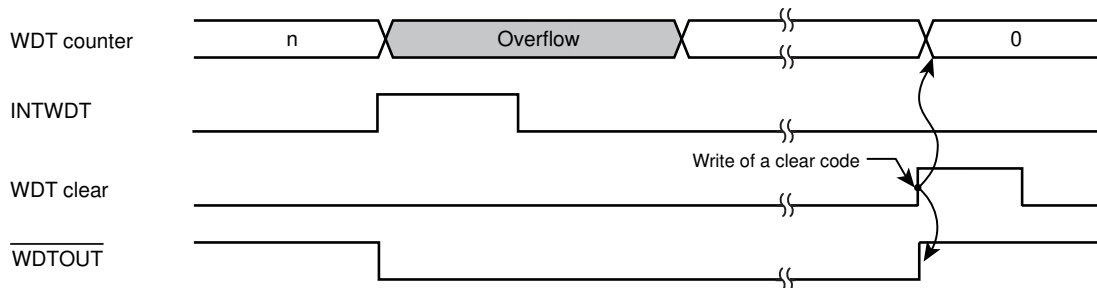 WDT counter n Overflow 0
INTWDT
Write of a clear code
WDT clear
WDTOUT